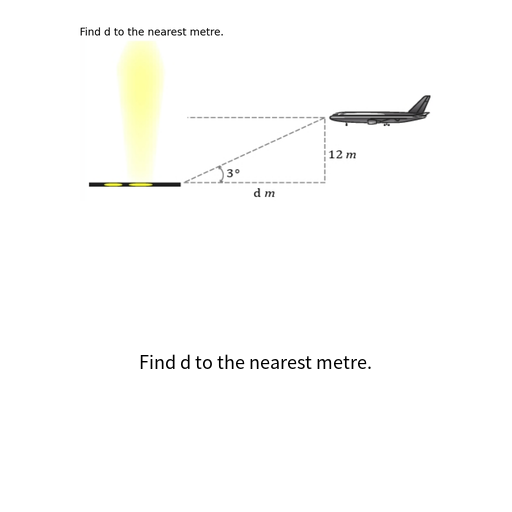 Find d to the nearest metre.
12 m
3°
d m
Find d to the nearest metre.